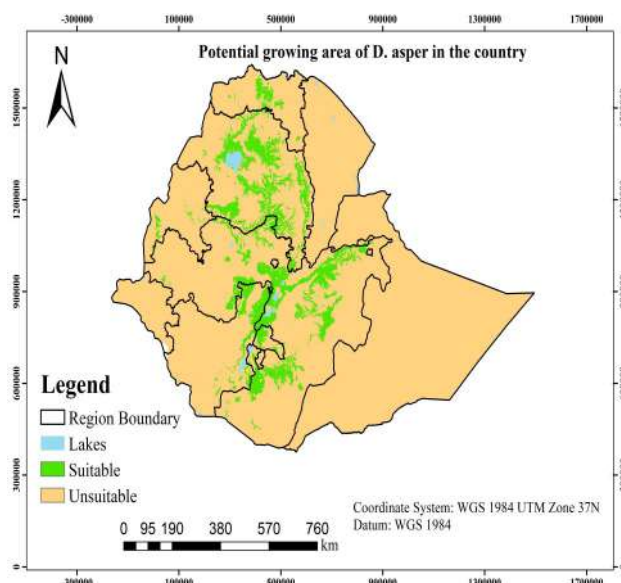 -300000 100000 500000 900000 1300000 1700000
Potential growing area of D. asper in the country
N
1500000
1200000
900000
600000
300000
0
Legend
Region Boundary
Lakes
Suitable
Unsuitable
Coordinate System: WGS 1984 UTM Zone 37N
Datum: WGS 1984
0 95 190 380 570 760
km
-300000 100000 500000 900000 1300000 1700000